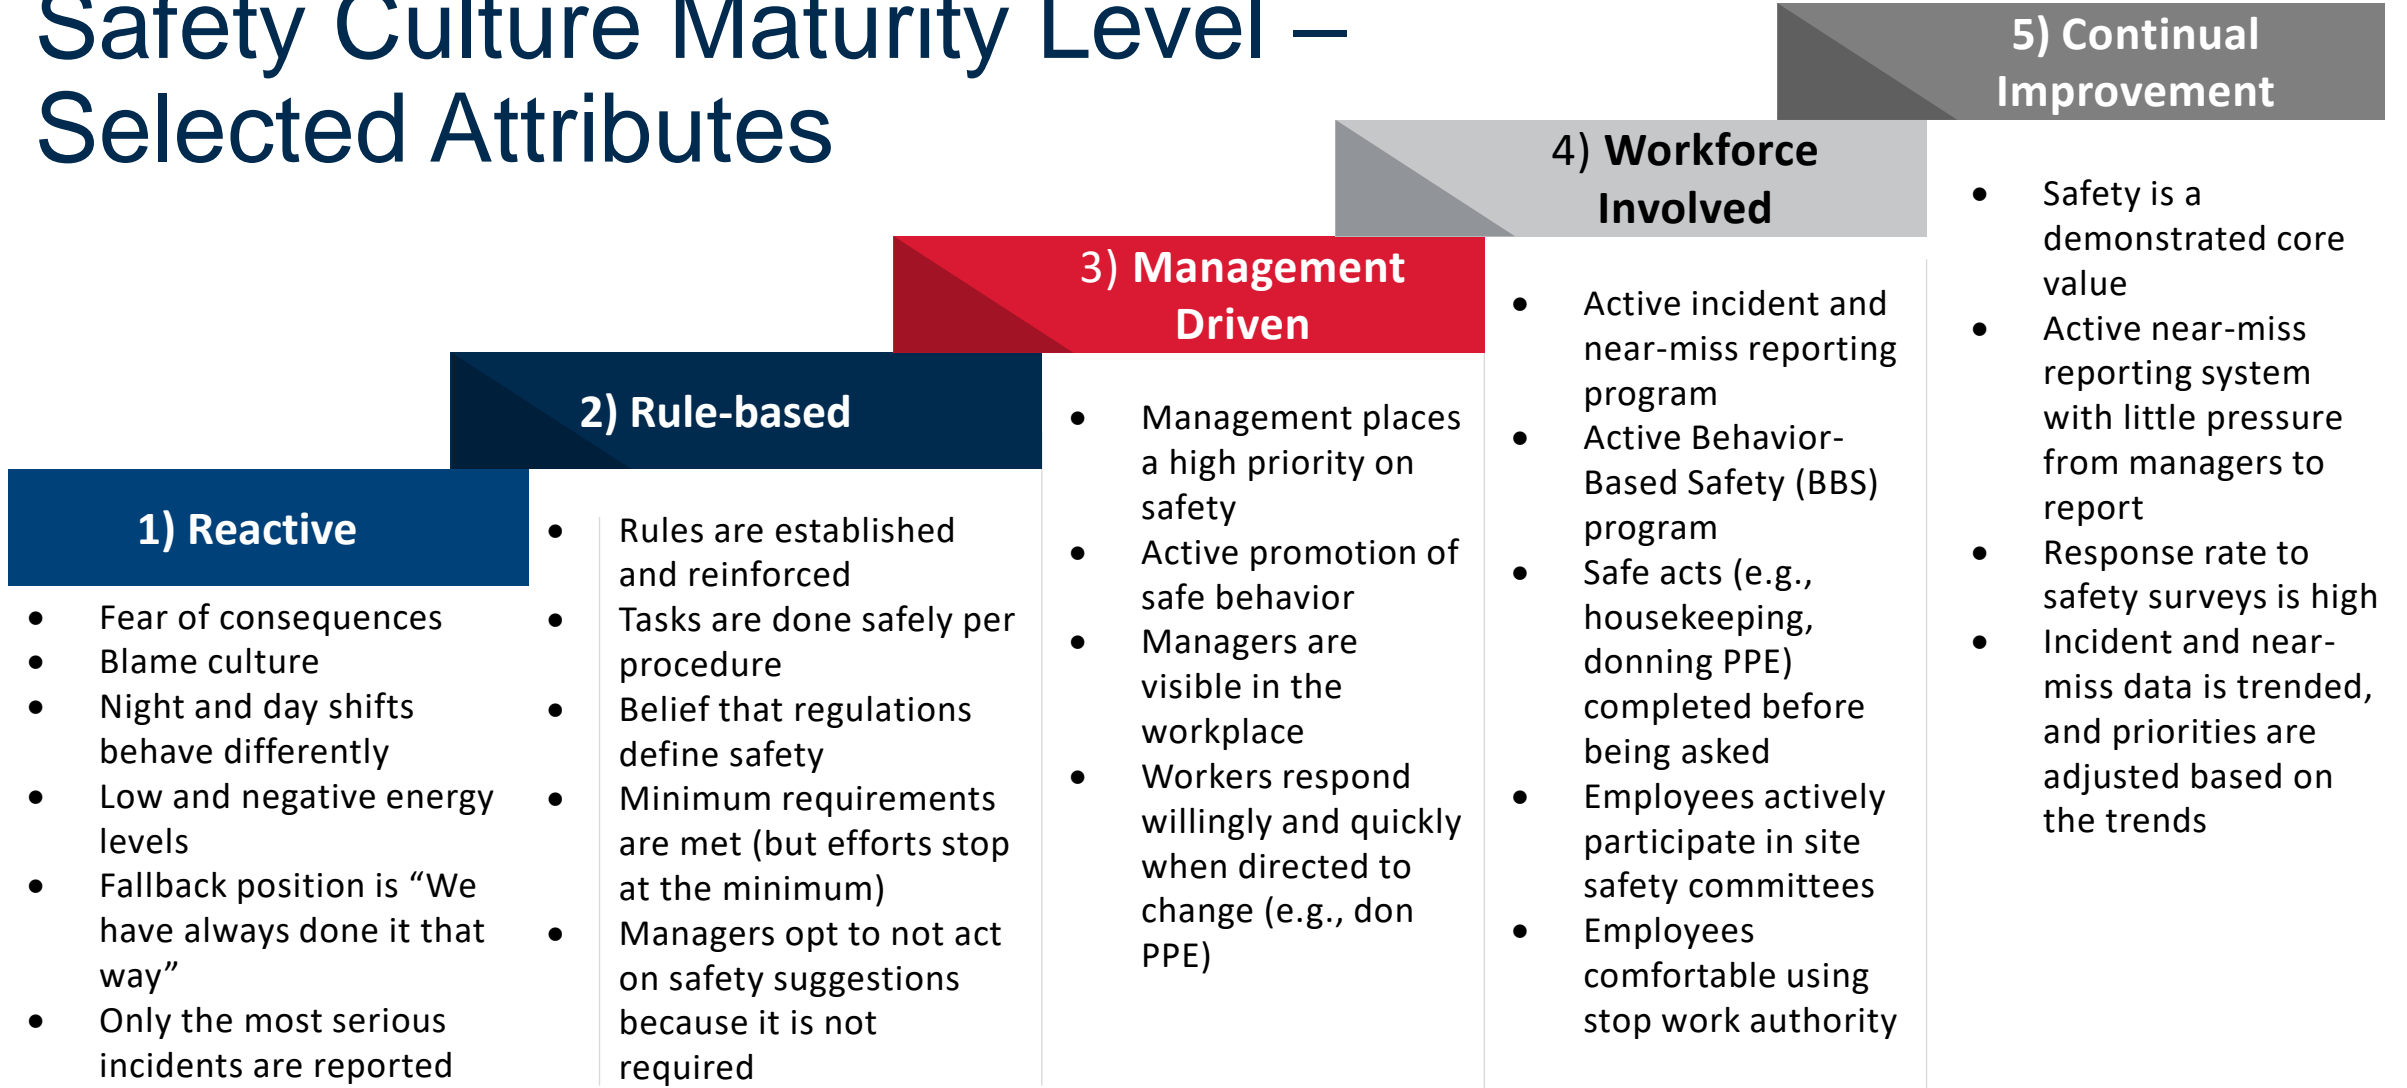 Safety Culture Maturity Level –
Selected Attributes
1) Reactive
• Fear of consequences
• Blame culture
• Night and day shifts
behave differently
• Low and negative energy
levels
• Fallback position is “We
have always done it that
way”
• Only the most serious
incidents are reported
2) Rule-based
• Rules are established
and reinforced
• Tasks are done safely per
procedure
• Belief that regulations
define safety
• Minimum requirements
are met (but efforts stop
at the minimum)
• Managers opt to not act
on safety suggestions
because it is not
required
3) Management
Driven
• Management places
a high priority on
safety
• Active promotion of
safe behavior
• Managers are
visible in the
workplace
• Workers respond
willingly and quickly
when directed to
change (e.g., don
PPE)
4) Workforce
Involved
• Active incident and
near-miss reporting
program
• Active Behavior-
Based Safety (BBS)
program
• Safe acts (e.g.,
housekeeping,
donning PPE)
completed before
being asked
• Employees actively
participate in site
safety committees
• Employees
comfortable using
stop work authority
5) Continual
Improvement
• Safety is a
demonstrated core
value
• Active near-miss
reporting system
with little pressure
from managers to
report
• Response rate to
safety surveys is high
• Incident and near-
miss data is trended,
and priorities are
adjusted based on
the trends